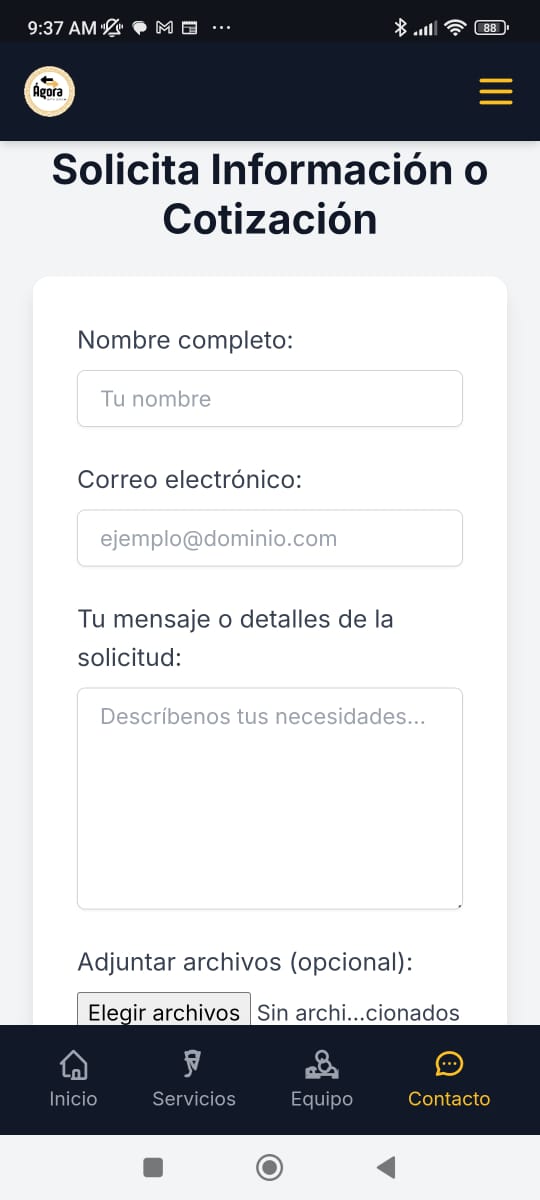 9:37 AM
88
Ágora
Solicita Información o
Cotización
Nombre completo:
Tu nombre
Correo electrónico:
ejemplo@dominio.com
Tu mensaje o detalles de la
solicitud:
Descríbenos tus necesidades...
Adjuntar archivos (opcional):
Elegir archivos Sin archi...cionados
Inicio Servicios Equipo Contacto